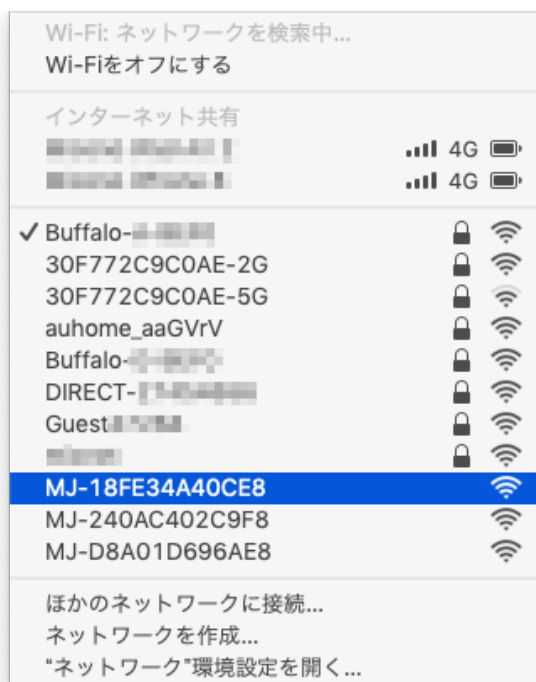 Wi-Fi: ネットワークを検索中...
Wi-Fiをオフにする
インターネット共有
4G
4G
✓ Buffalo-
30F772C9C0AE-2G
30F772C9C0AE-5G
auhome_aaGVrV
Buffalo-
DIRECT-
Guest
MJ-18FE34A40CE8
MJ-240AC402C9F8
MJ-D8A01D696AE8
ほかのネットワークに接続...
ネットワークを作成...
“ネットワーク”環境設定を開く...